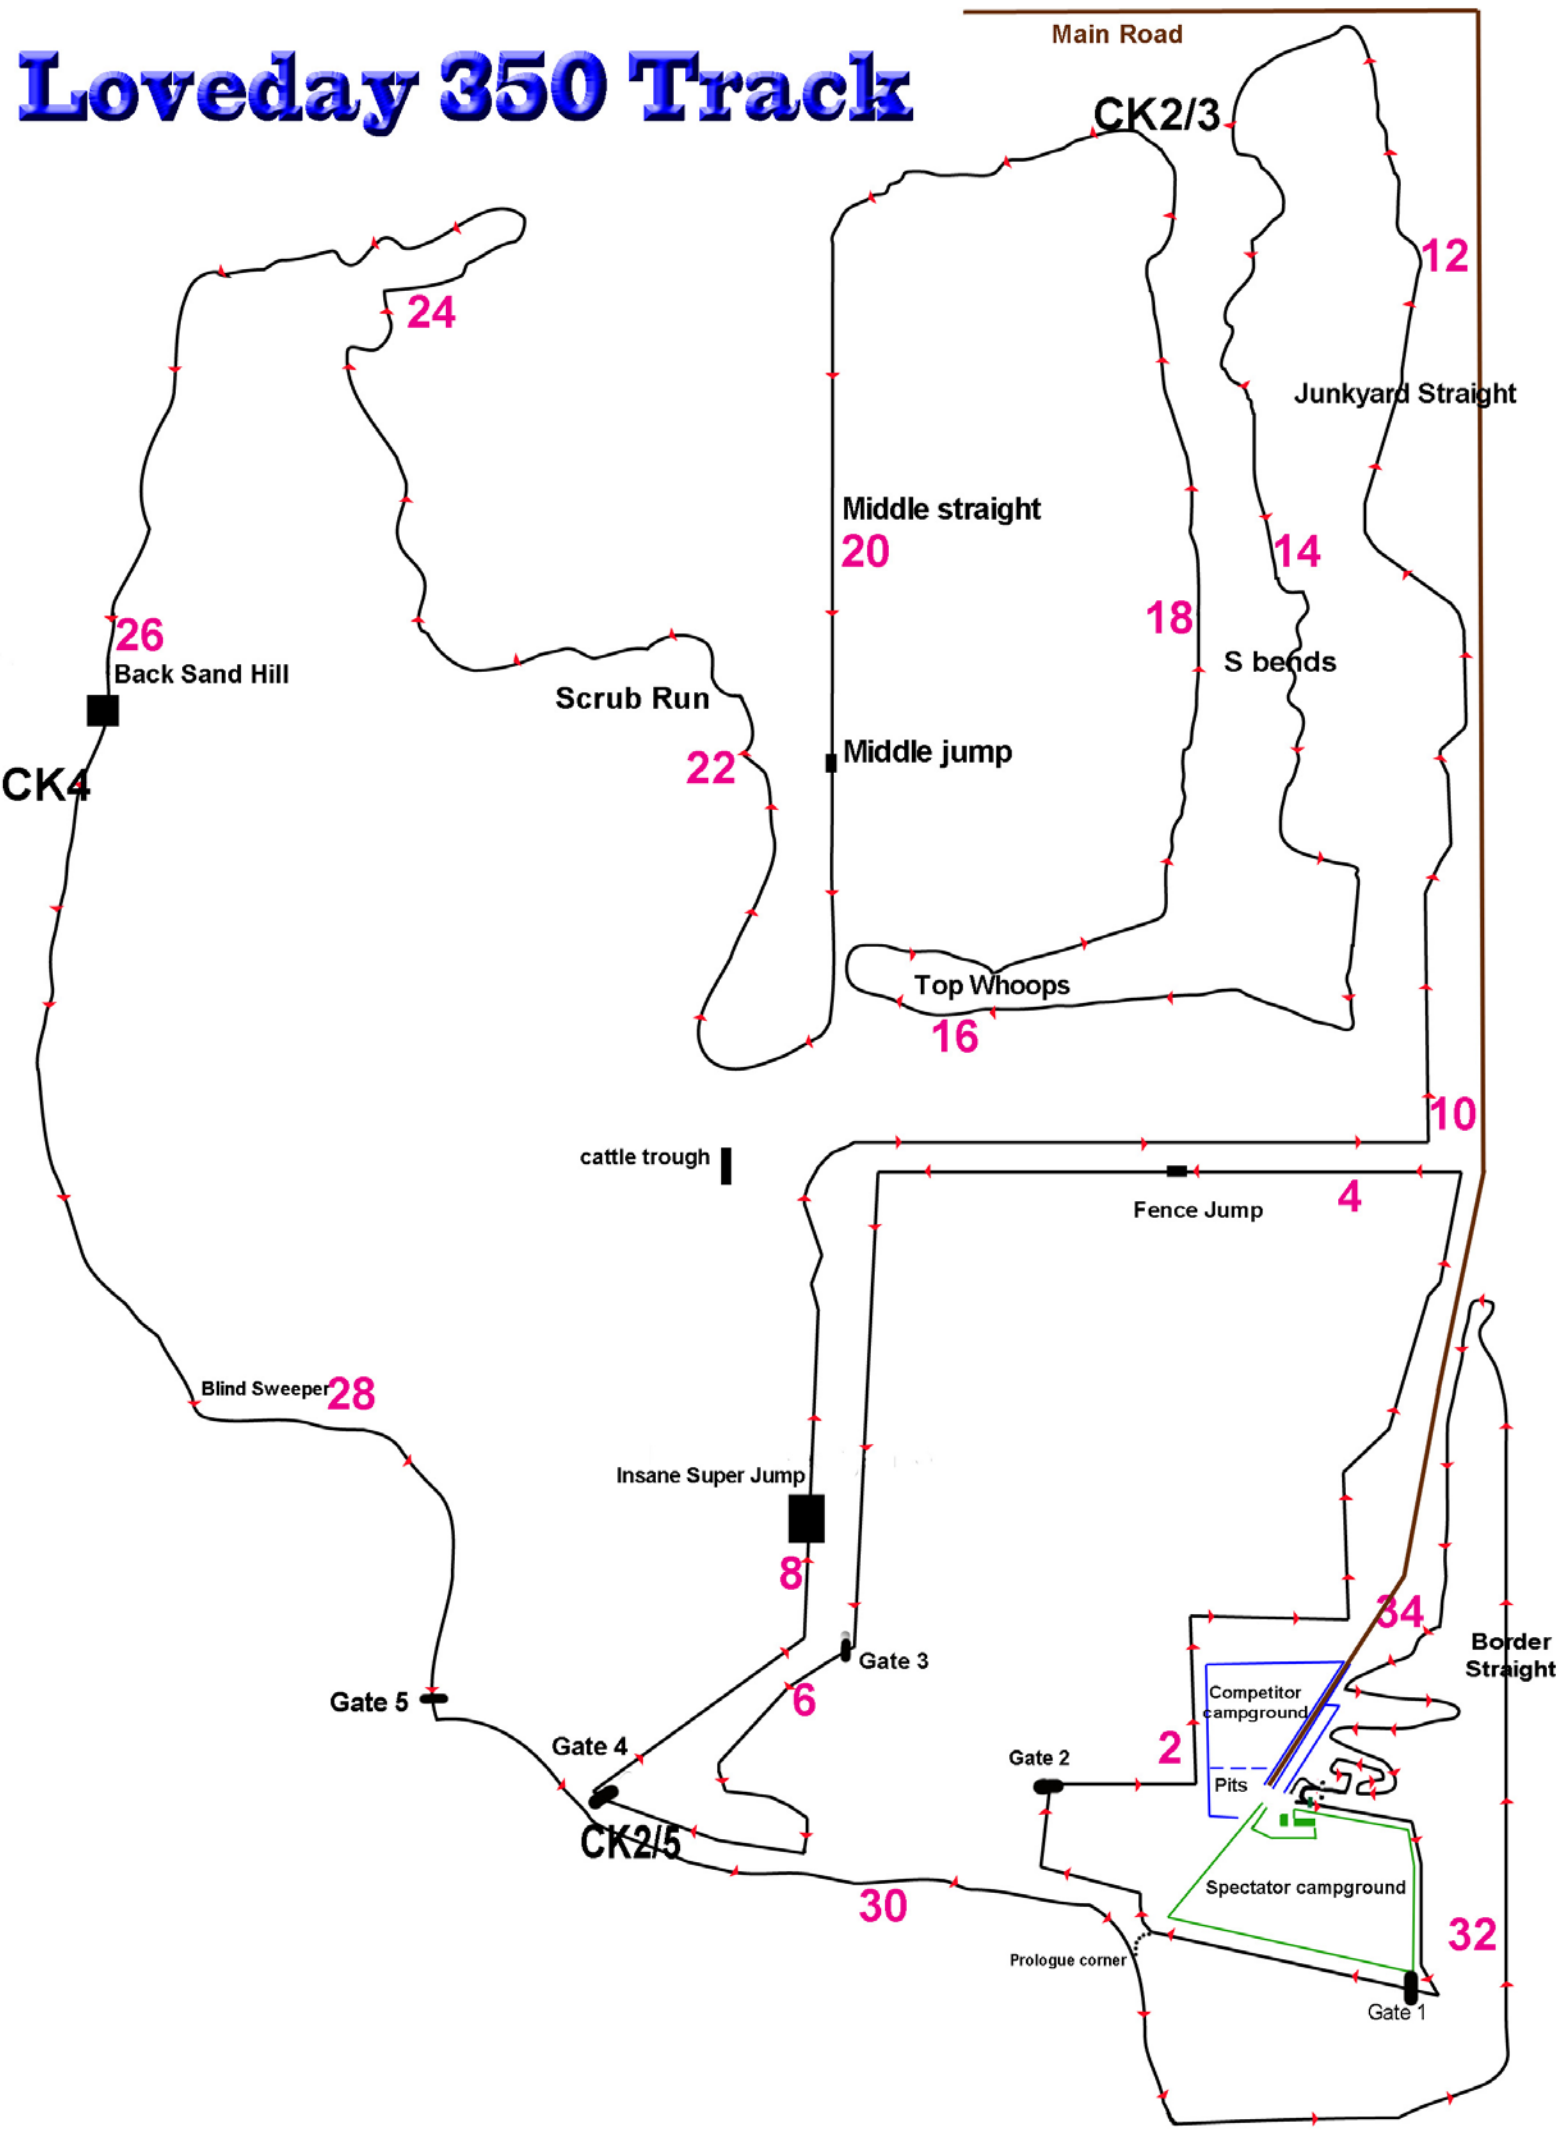 Main Road
Loveday 350 Track
CK2/3
12
24
Junkyard Straight
Middle straight
20
14
18
26
S bends
Back Sand Hill
Scrub Run
22
Middle jump
CK4
Top Whoops
16
10
cattle trough
4
Fence Jump
Blind Sweeper
28
Insane Super Jump
8
34
Border
Straight
Gate 3
6
Gate 5
Competitor
campground
Gate 4
2
Gate 2
Pits
CK2/5
Spectator campground
30
32
Prologue corner
Gate 1